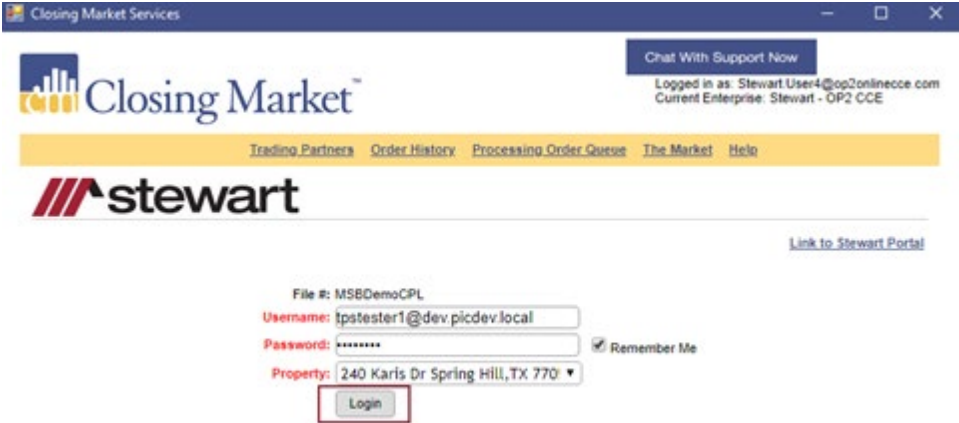 Closing Market Services
Chat With Support Now
cm Closing Market™
Logged in as: Stewart.User4@op2onlinecce.com
Current Enterprise: Stewart - OP2 CCE
Trading Partners Order History Processing Order Queue The Market Help
stewart
Link to Stewart Portal
File #: MSBDemoCPL
Username: tpstester1@dev.picdev.local
Password: ••••••••
Remember Me
Property: 240 Karis Dr Spring Hill,TX 770
Login